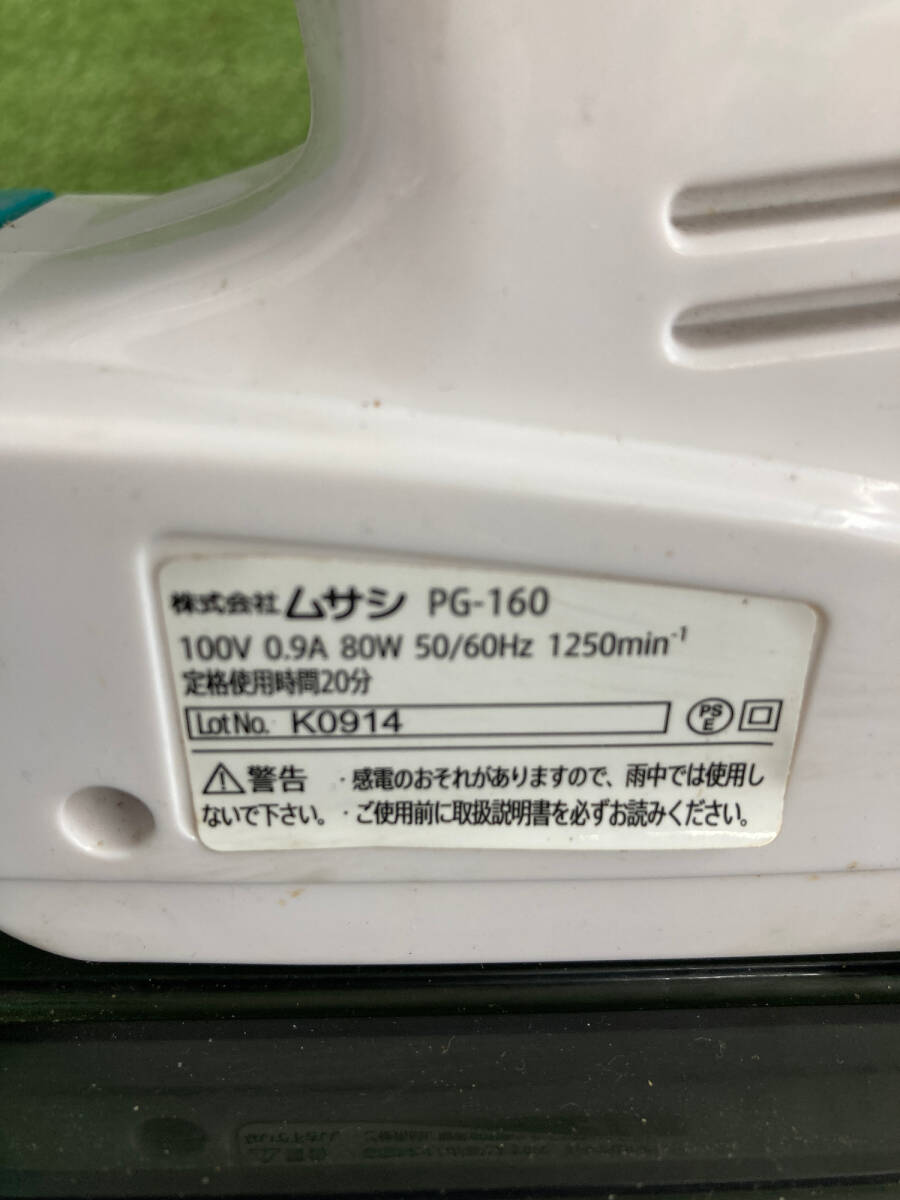 株式会社ムサシ PG-160
100V 0.9A 80W 50/60Hz 1250min⁻¹
定格使用時間20分
Lot No. K0914 PS E
⚠警告 ・感電のおそれがありますので、雨中では使用し
ないで下さい。・ご使用前に取扱説明書を必ずお読みください。